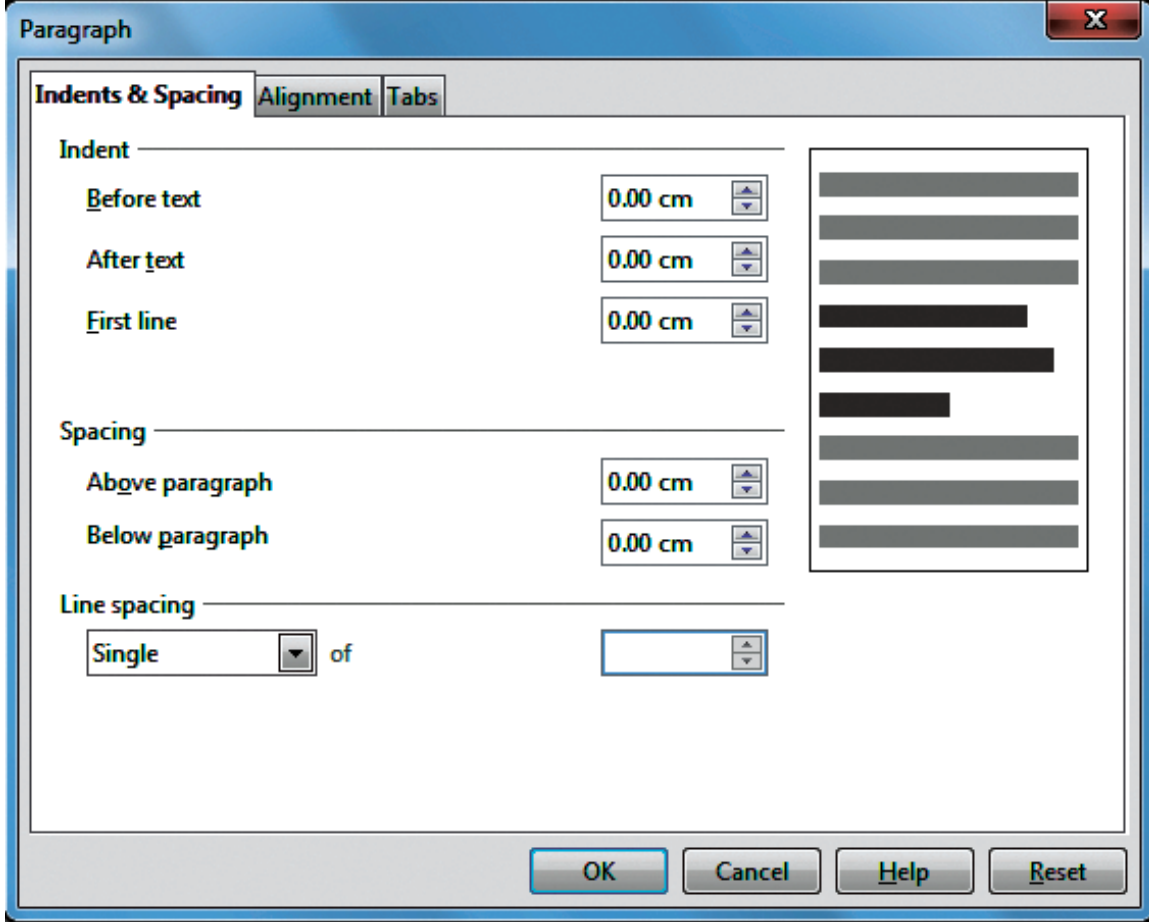 Paragraph
X
Indents & Spacing Alignment Tabs
Indent
Before text 0.00 cm
After text 0.00 cm
First line 0.00 cm
Spacing
Above paragraph 0.00 cm
Below paragraph 0.00 cm
Line spacing
Single of
OK Cancel Help Reset